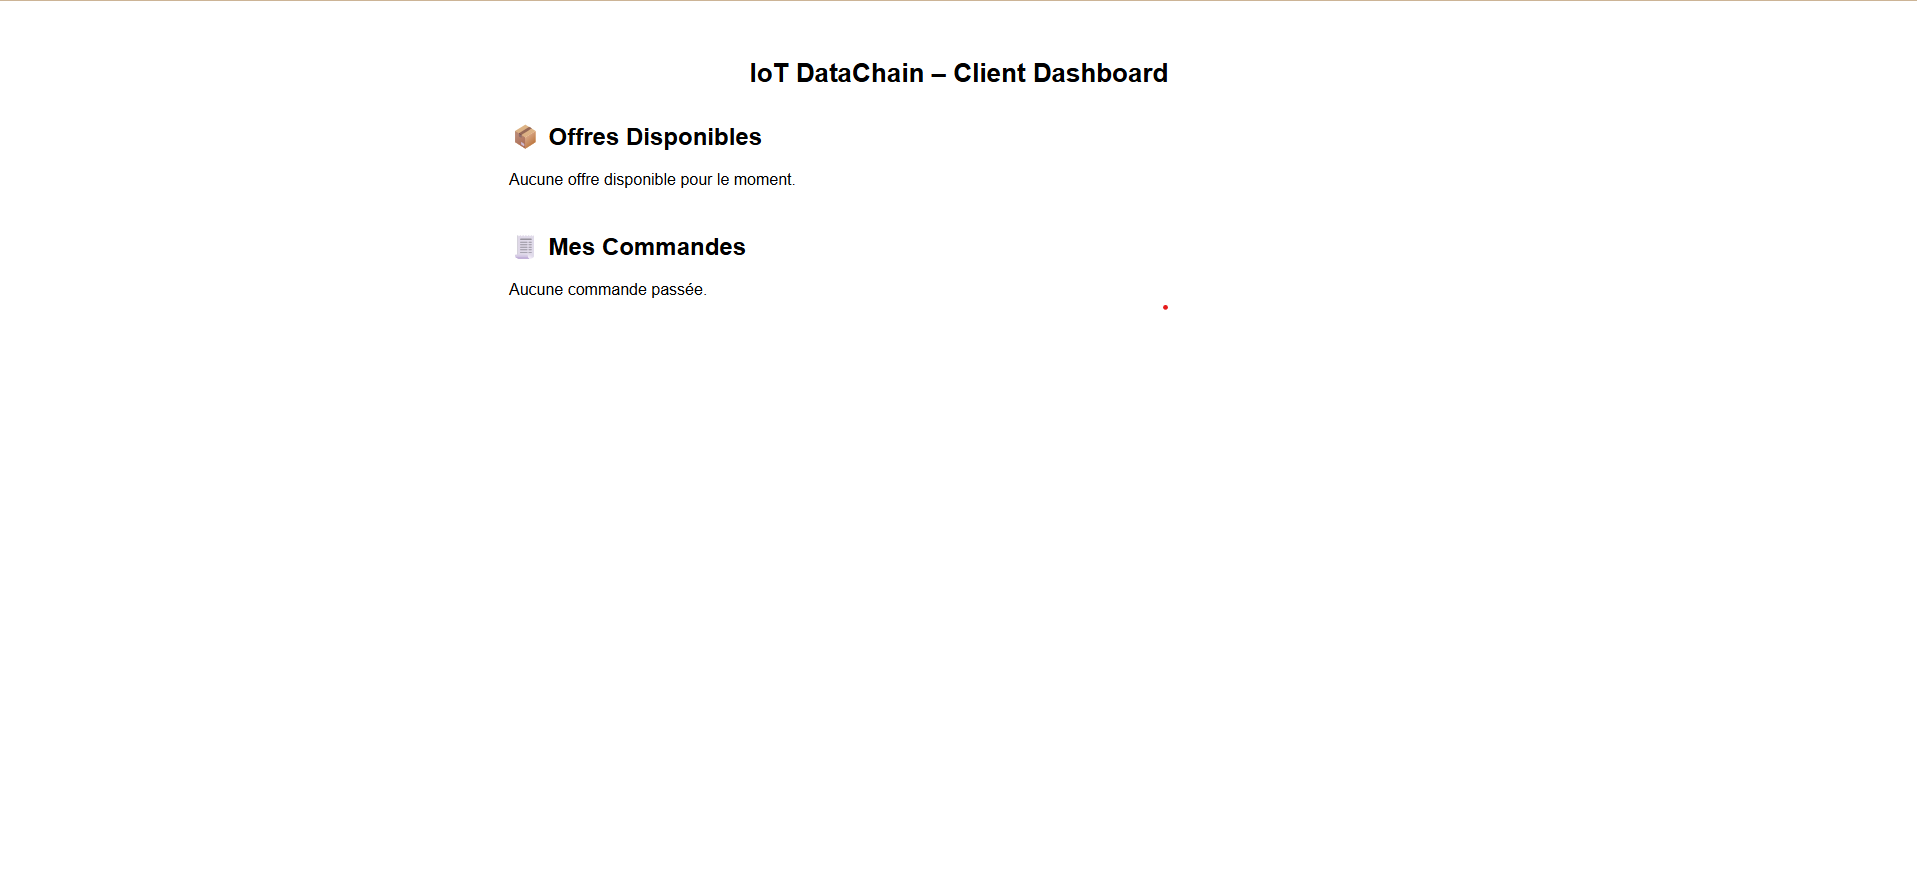 IoT DataChain – Client Dashboard
Offres Disponibles
Aucune offre disponible pour le moment.
Mes Commandes
Aucune commande passée.